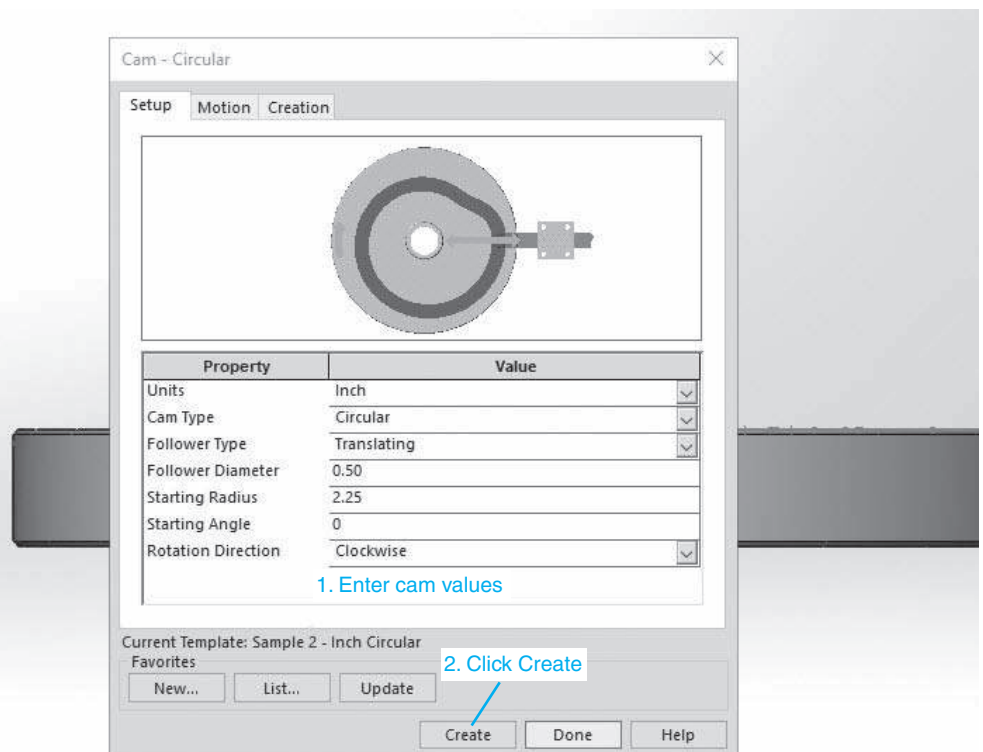 Cam - Circular
Setup Motion Creation
Property Value
Units Inch
Cam Type Circular
Follower Type Translating
Follower Diameter 0.50
Starting Radius 2.25
Starting Angle 0
Rotation Direction Clockwise
1. Enter cam values
Current Template: Sample 2 - Inch Circular
Favorites
2. Click Create
New... List... Update
Create Done Help